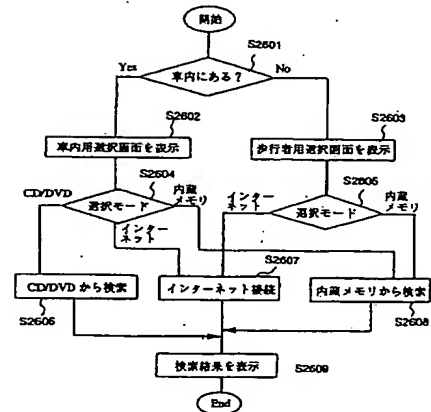 開始
S2601
Yes
車内にある?
No
S2602
S2603
車内用選択画面を表示
歩行者用選択画面を表示
CD/DVD
S2604
内蔵
メモリ
選択モード
インター
ネット
S2605
内蔵
メモリ
選択モード
インター
ネット
S2607
CD/DVDから検索
インターネット接続
内蔵メモリから検索
S2606
S2608
検索結果を表示
S2609
End